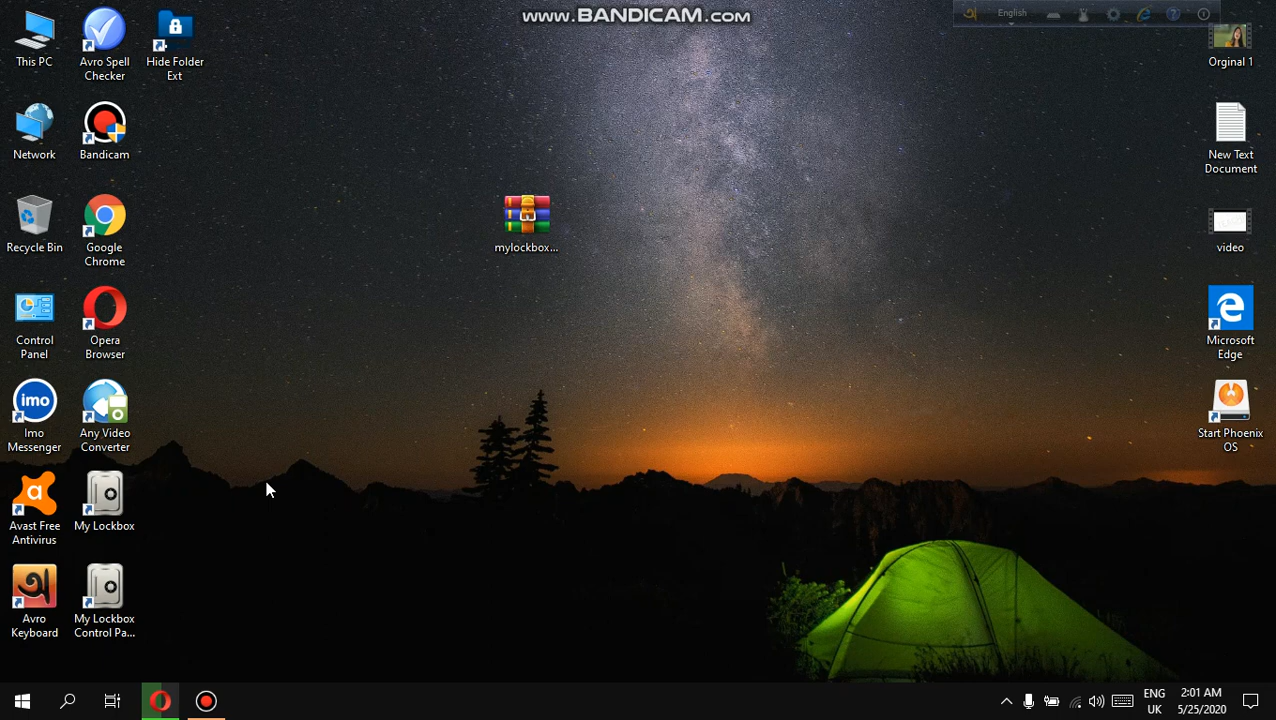 www.BANDICAM.com
English
This PC
Avro Spell
Checker
Hide Folder
Ext
Orginal 1
Network
Bandicam
New Text
Document
Recycle Bin
Google
Chrome
mylockbox...
video
Control
Panel
Opera
Browser
Microsoft
Edge
imo
Imo
Messenger
Any Video
Converter
Start Phoenix
OS
Avast Free
Antivirus
My Lockbox
Avro
Keyboard
My Lockbox
Control Pa...
ENG
UK
2:01 AM
5/25/2020